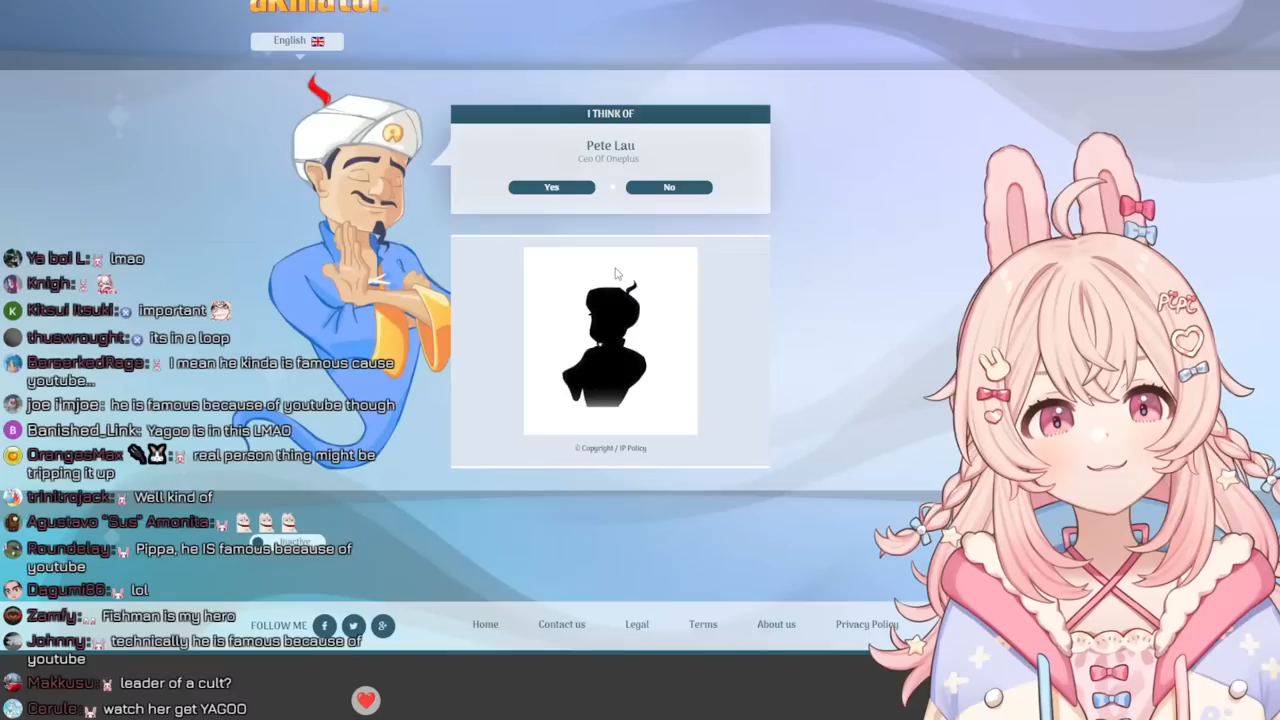 akinator
English
I THINK OF
Pete Lau
Ceo Of Oneplus
Yes
No
© Copyright / IP Policy
Ya boi L: lmao
Knigh:
K
Kitsui Itsuki: important
thuswrought: its in a loop
BerserkedRage: I mean he kinda is famous cause
youtube...
joe i'mjoe: he is famous because of youtube though
B
Banished_Link: Yagoo is in this LMAO
OrangesMax: real person thing might be
tripping it up
trinitrojack: Well kind of
Agustavo "Sus" Amonita:
Inactive
Roundelay: Pippa, he IS famous because of
youtube
Dagumi86: lol
Zamfy: Fishman is my hero
Johnny: technically he is famous because of
youtube
Makkusu: leader of a cult?
Carule: watch her get YAGOO
FOLLOW ME
Home
Contact us
Legal
Terms
About us
Privacy Policy
PiPi